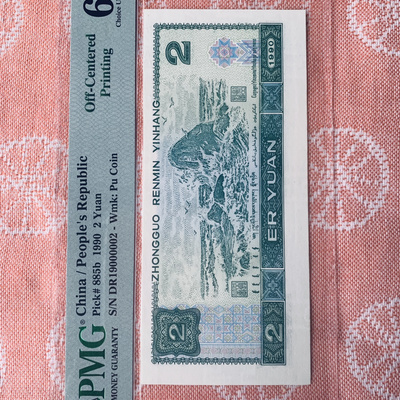 PMG®
MONEY GUARANTY
China / People's Republic
Pick# 885b 1990 2 Yuan
S/N DR19000002 - Wmk: Pu Coin
6
Choice U
Off-Centered
Printing
ZHONGGUO RENMIN YINHANG
2
1990
2
ER YUAN